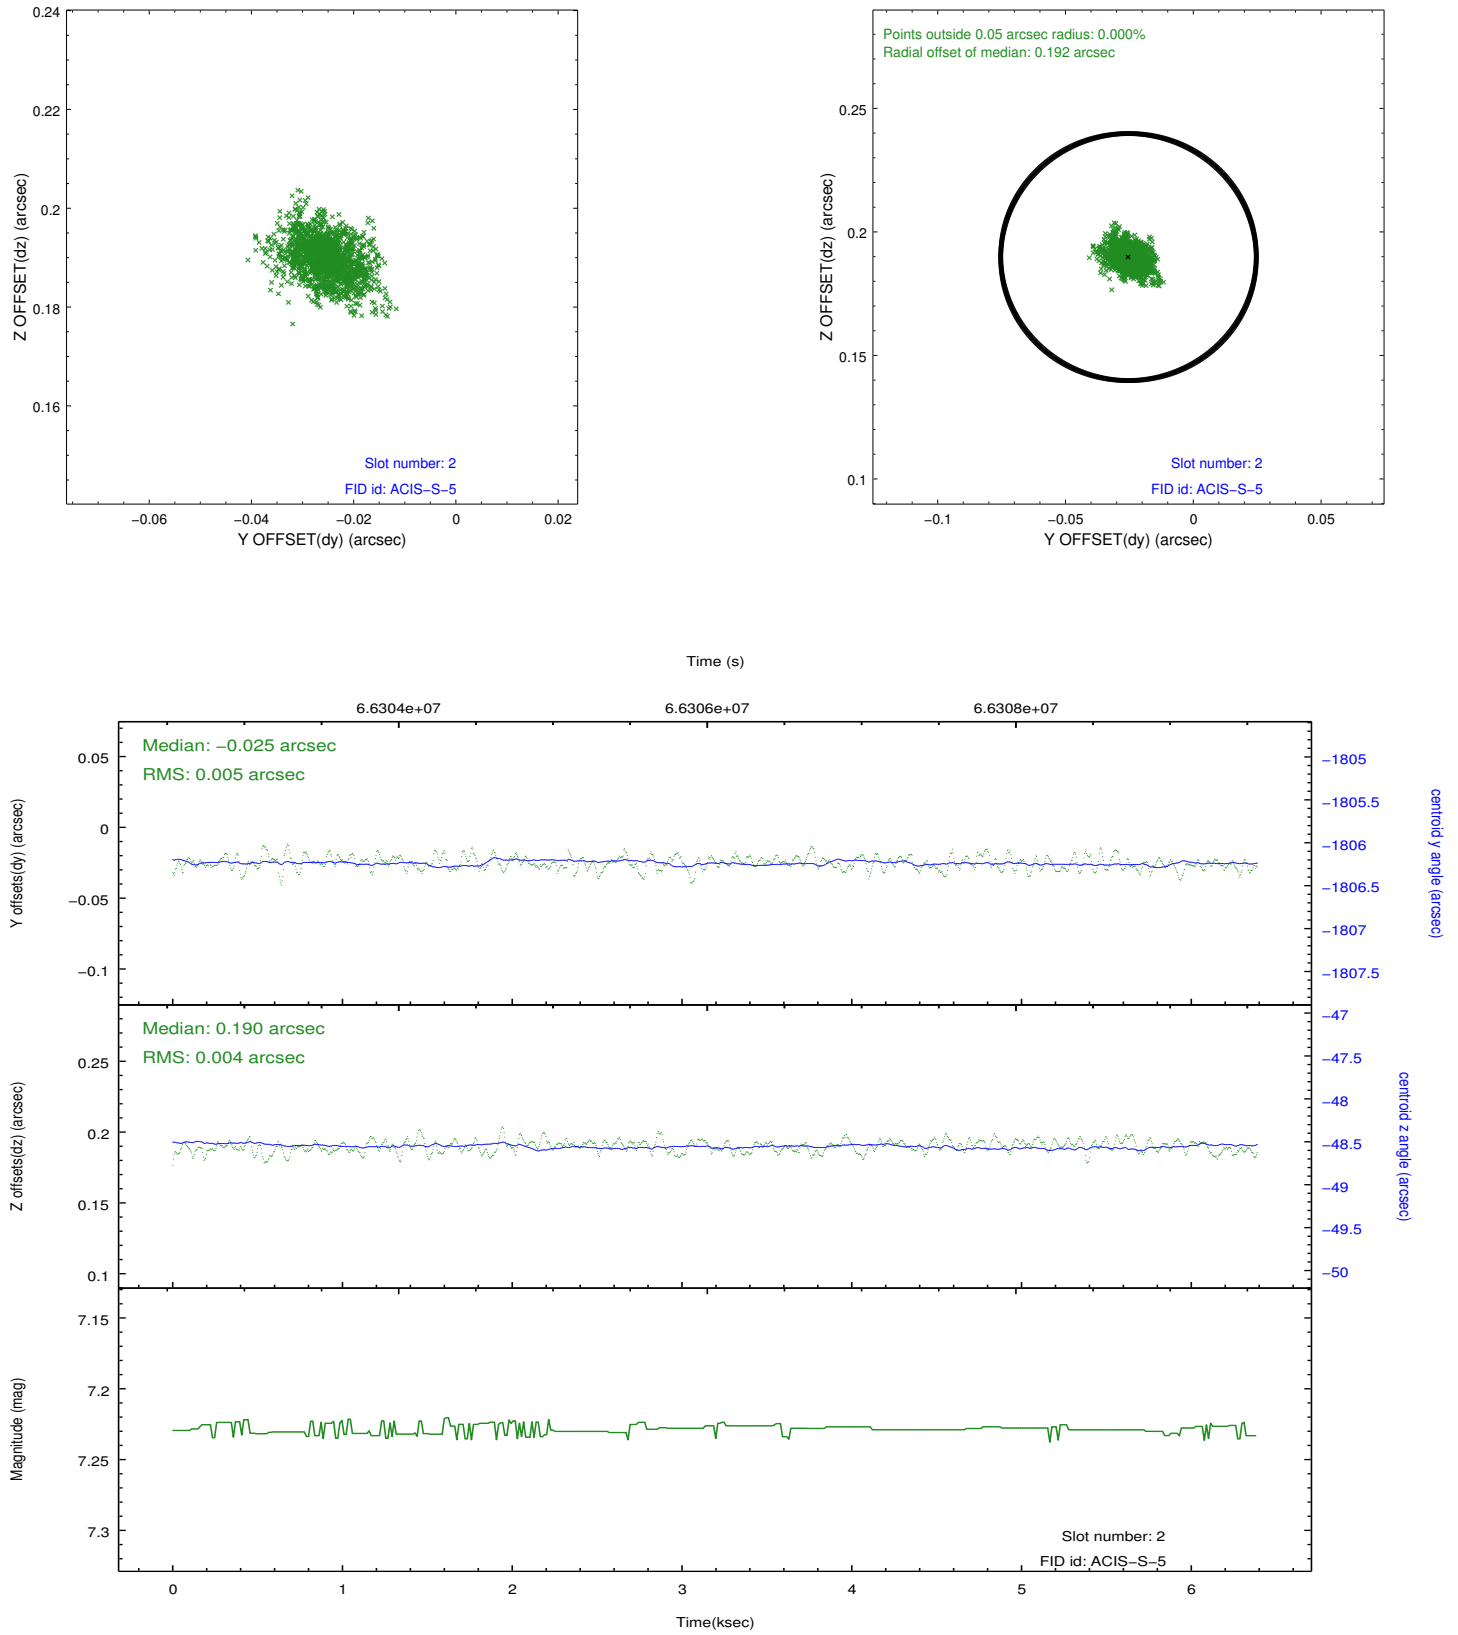 0.24
0.22
0.2
0.18
0.16
Z OFFSET(dz) (arcsec)
Slot number: 2
FID id: ACIS−S−5
−0.06 −0.04 −0.02 0 0.02
Y OFFSET(dy) (arcsec)
Points outside 0.05 arcsec radius: 0.000%
Radial offset of median: 0.192 arcsec
0.25
0.2
0.15
0.1
Z OFFSET(dz) (arcsec)
Slot number: 2
FID id: ACIS−S−5
−0.1 −0.05 0 0.05
Y OFFSET(dy) (arcsec)
Time (s)
6.6304e+07 6.6306e+07 6.6308e+07
Median: −0.025 arcsec
RMS: 0.005 arcsec
0.05
0
−0.05
−0.1
Y offsets(dy) (arcsec)
−1805
−1805.5
−1806
−1806.5
−1807
−1807.5
centroid y angle (arcsec)
Median: 0.190 arcsec
RMS: 0.004 arcsec
0.25
0.2
0.15
0.1
Z offsets(dz) (arcsec)
−47
−47.5
−48
−48.5
−49
−49.5
−50
centroid z angle (arcsec)
7.15
7.2
7.25
7.3
Magnitude (mag)
Slot number: 2
FID id: ACIS−S−5
0 1 2 3 4 5 6
Time(ksec)